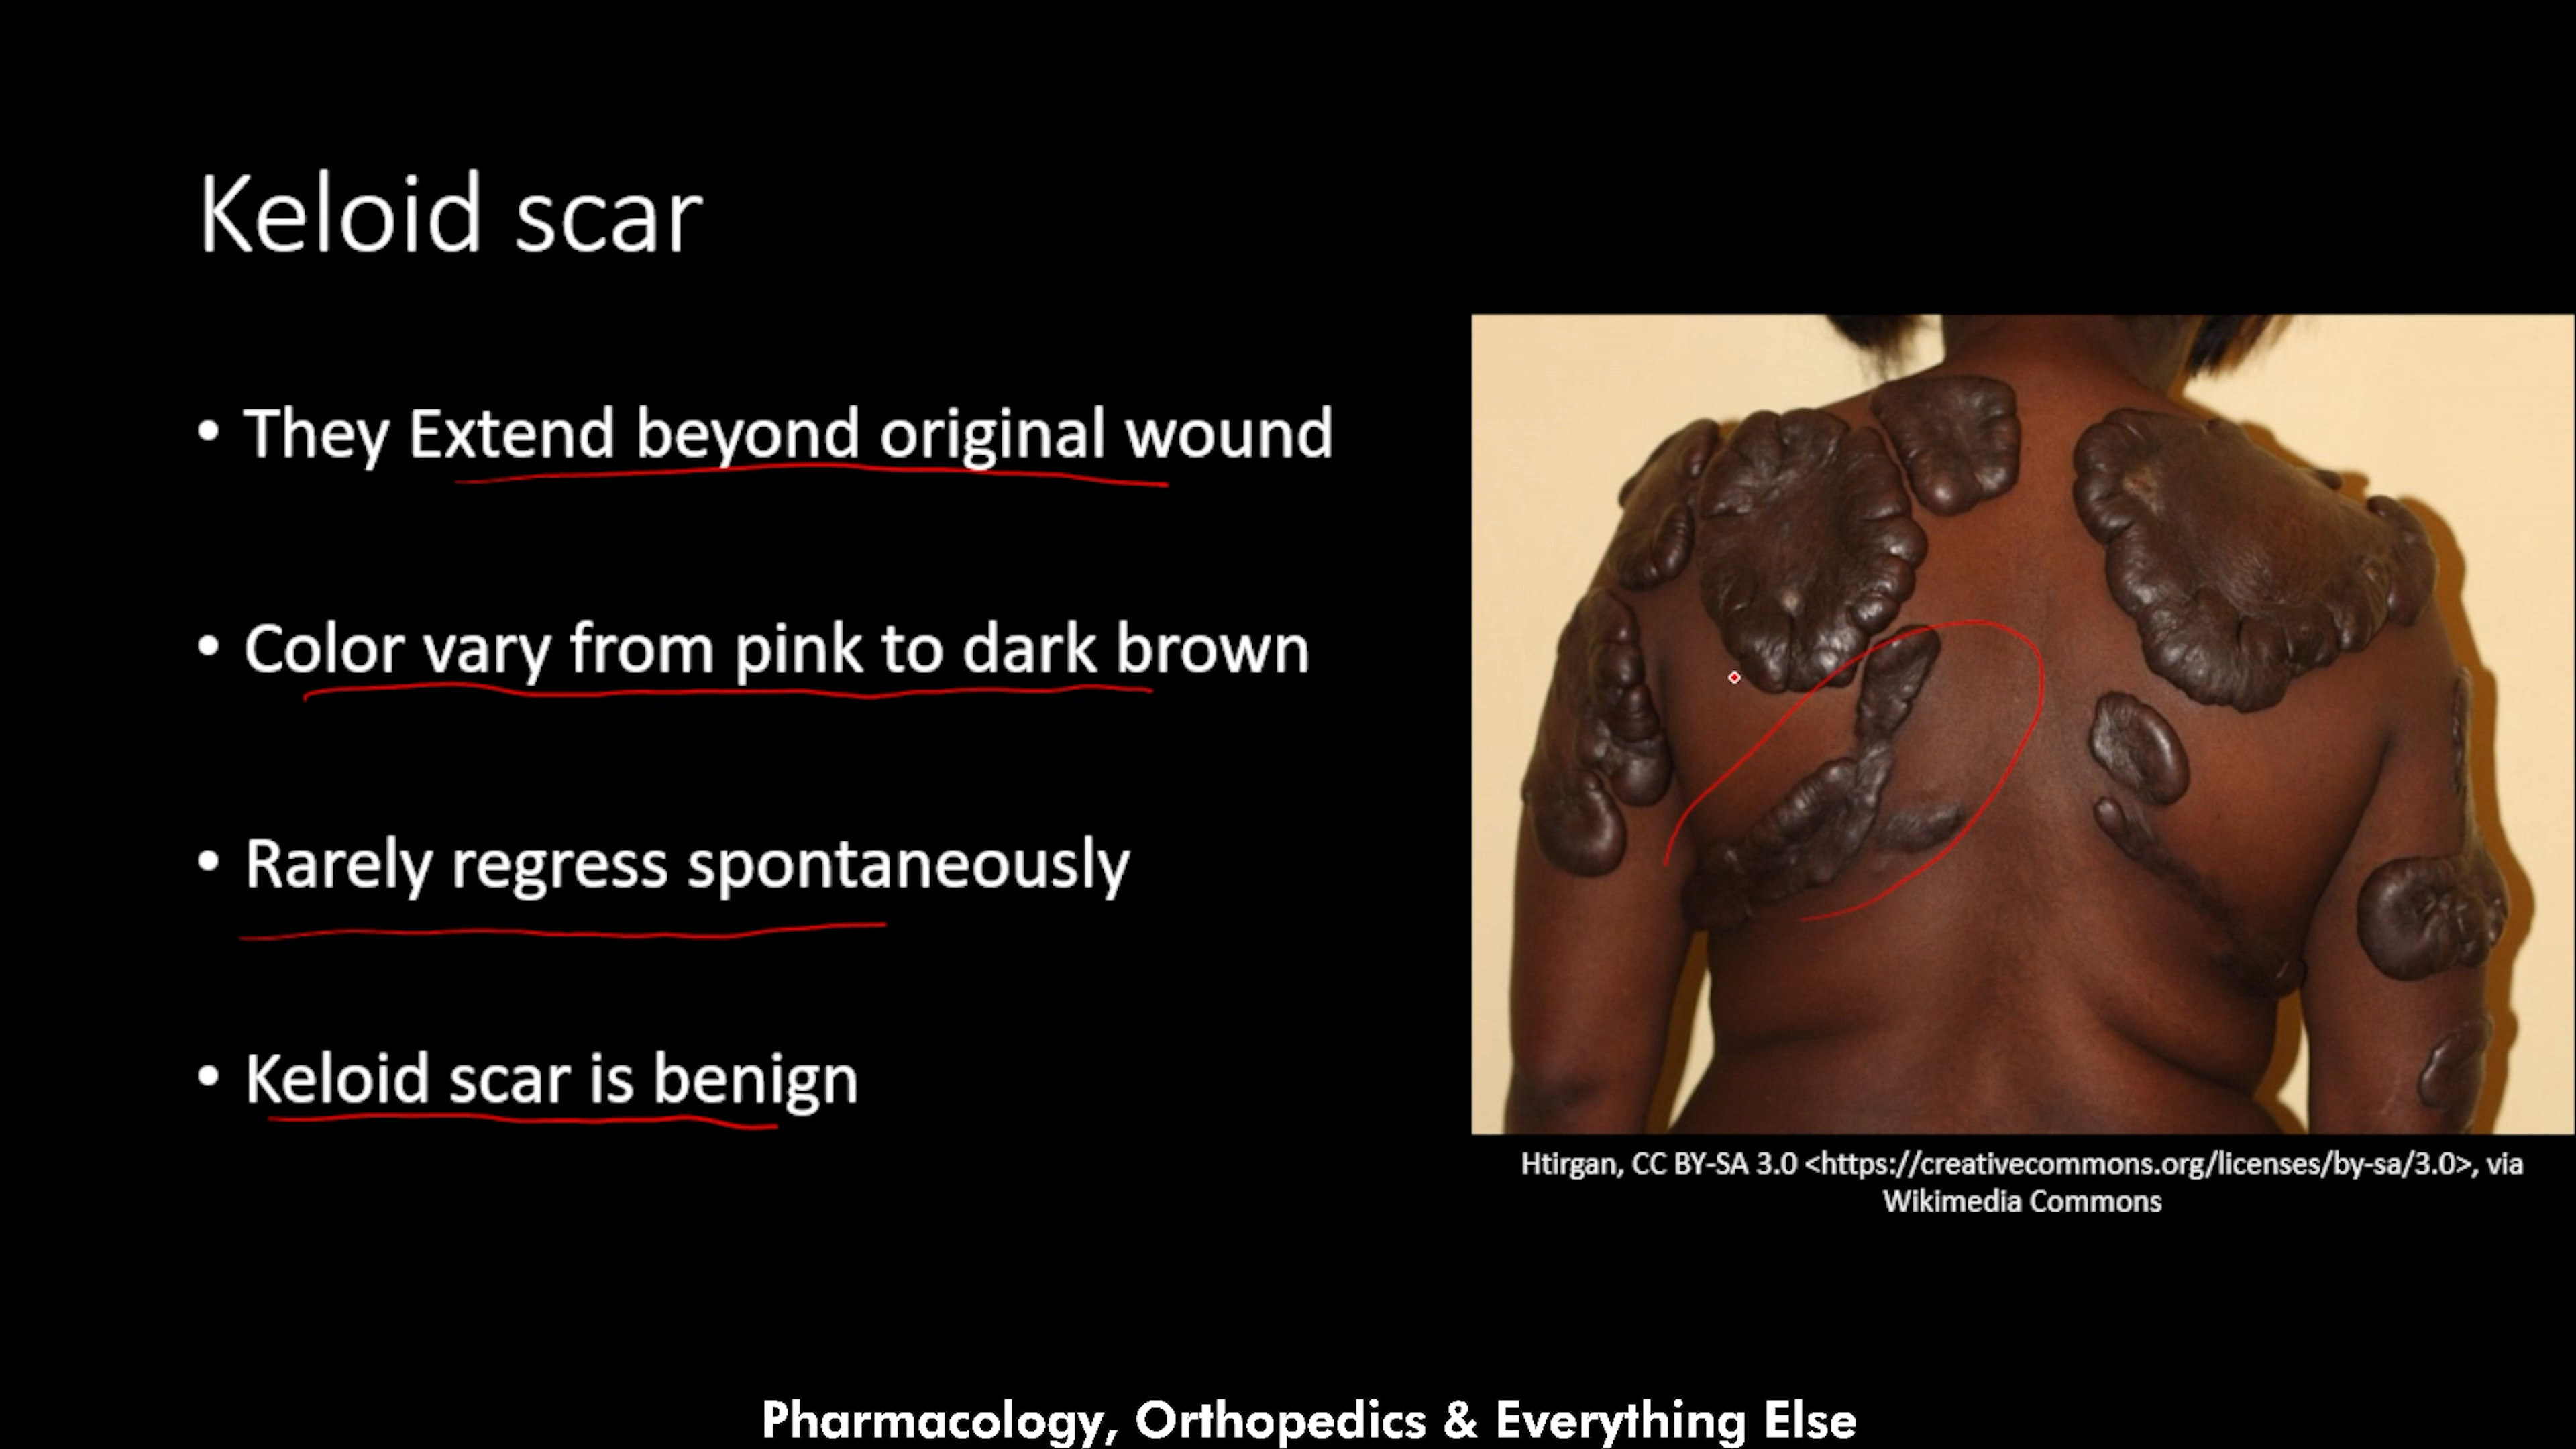 Keloid scar
• They Extend beyond original wound
• Color vary from pink to dark brown
• Rarely regress spontaneously
• Keloid scar is benign
Htirgan, CC BY-SA 3.0 <https://creativecommons.org/licenses/by-sa/3.0>, via
Wikimedia Commons
Pharmacology, Orthopedics & Everything Else